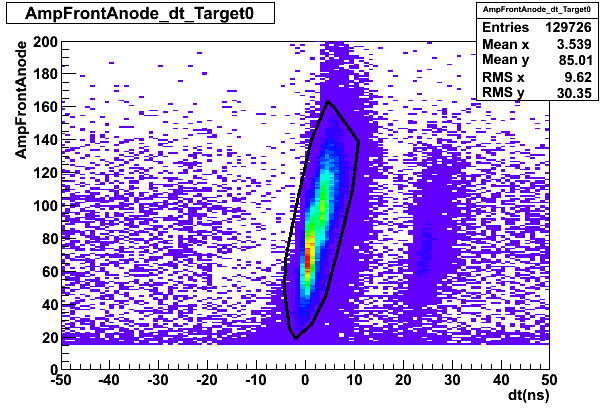 AmpFrontAnode_dt_Target0
AmpFrontAnode_dt_Target0
Entries 129726
Mean x 3.539
Mean y 85.01
RMS x 9.62
RMS y 30.35
AmpFrontAnode
200
180
160
140
120
100
80
60
40
20
0
-50 -40 -30 -20 -10 0 10 20 30 40 50
dt(ns)